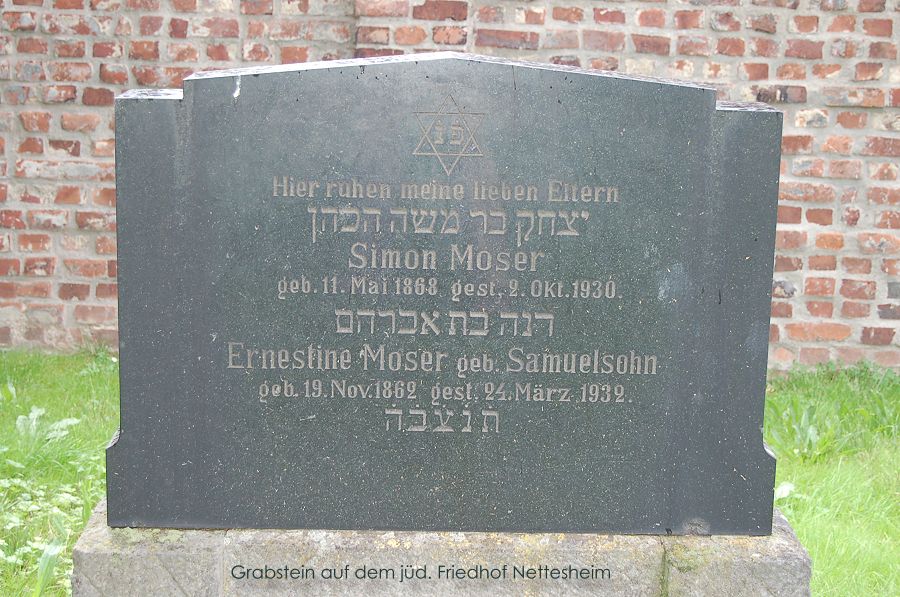 פנ
Hier ruhen meine lieben Eltern
יצחק בר משה הכהן
Simon Moser
geb. 11. Mai 1868 gest. 2. Okt. 1930.
רנה בת אברהם
Ernestine Moser geb. Samuelsohn
geb. 19. Nov. 1862 gest. 24. März 1932.
תנצבה
Grabstein auf dem jüd. Friedhof Nettesheim